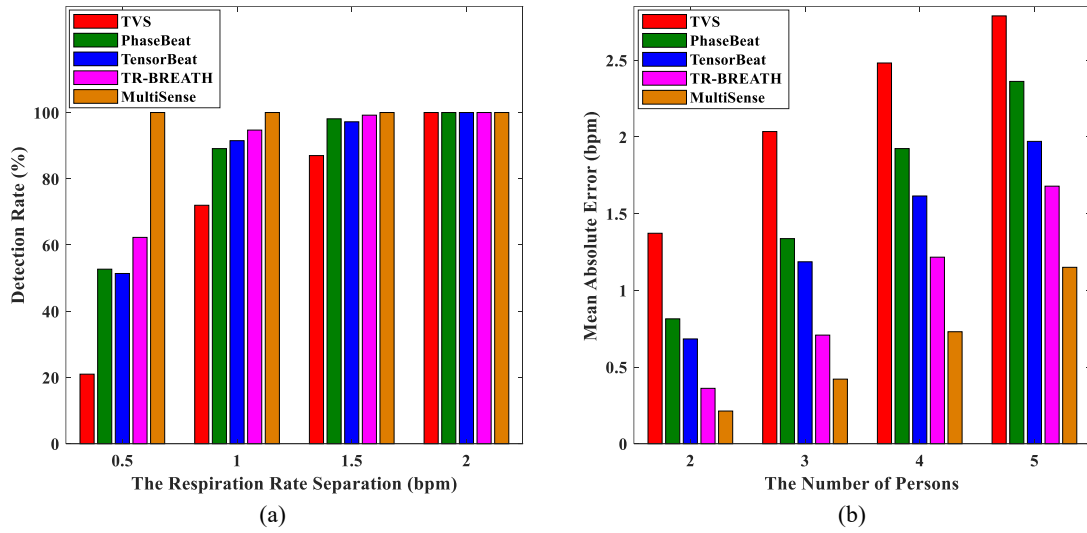 TVS
PhaseBeat
TensorBeat
TR-BREATH
MultiSense
100
80
60
40
20
0
Detection Rate (%)
0.5 1 1.5 2
The Respiration Rate Separation (bpm)
(a)
TVS
PhaseBeat
TensorBeat
TR-BREATH
MultiSense
2.5
2
1.5
1
0.5
0
Mean Absolute Error (bpm)
2 3 4 5
The Number of Persons
(b)